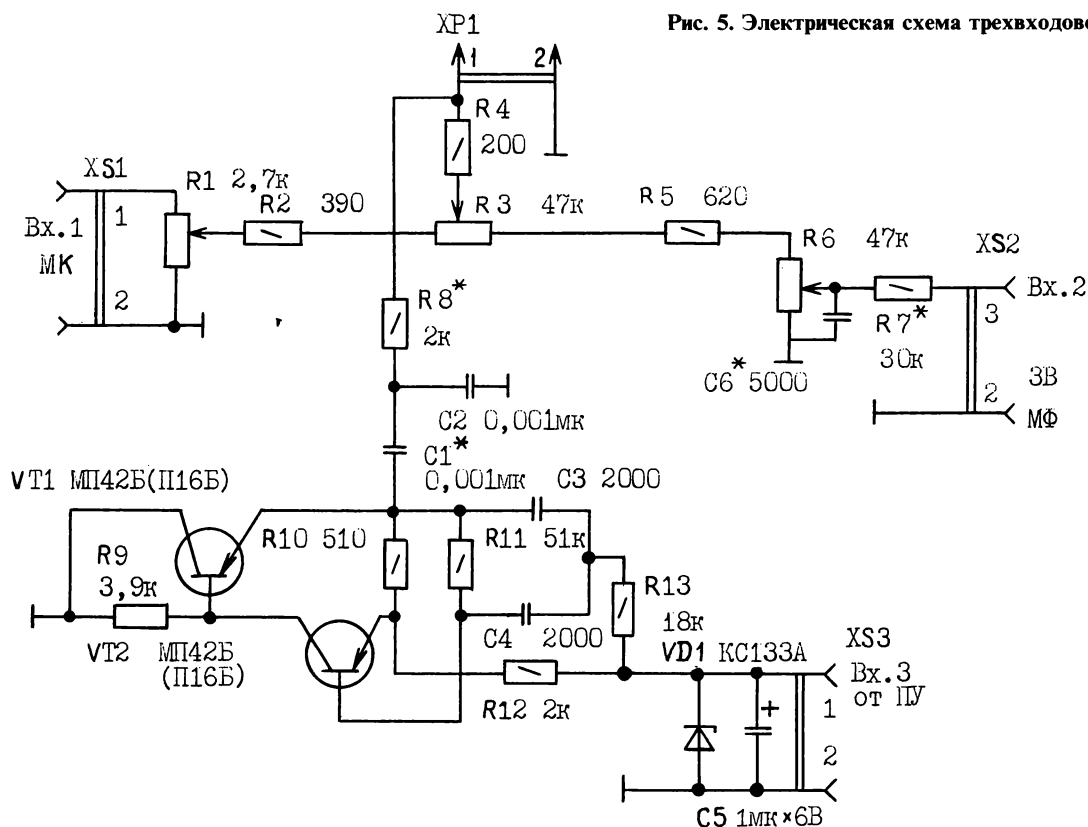 Рис. 5. Электрическая схема трехвходово
XP1
1
2
R4
200
XS1
R1 2,7к
R2 390
R3 47к
R5 620
R6 47к
XS2
Вх.1
МК
1
2
Вх.2
3
R7*
30к
R8*
2к
C6* 5000
2
ЗВ
МФ
C2 0,001мк
C1*
0,001мк
C3 2000
VT1 МП42Б(П16Б)
R10 510
R11 51к
R9
3,9к
R13
18к
C4 2000
VT2 МП42Б
(П16Б)
VD1 КС133А
XS3
Вх.3
от ПУ
R12 2к
+
1
2
C5 1мк×6В